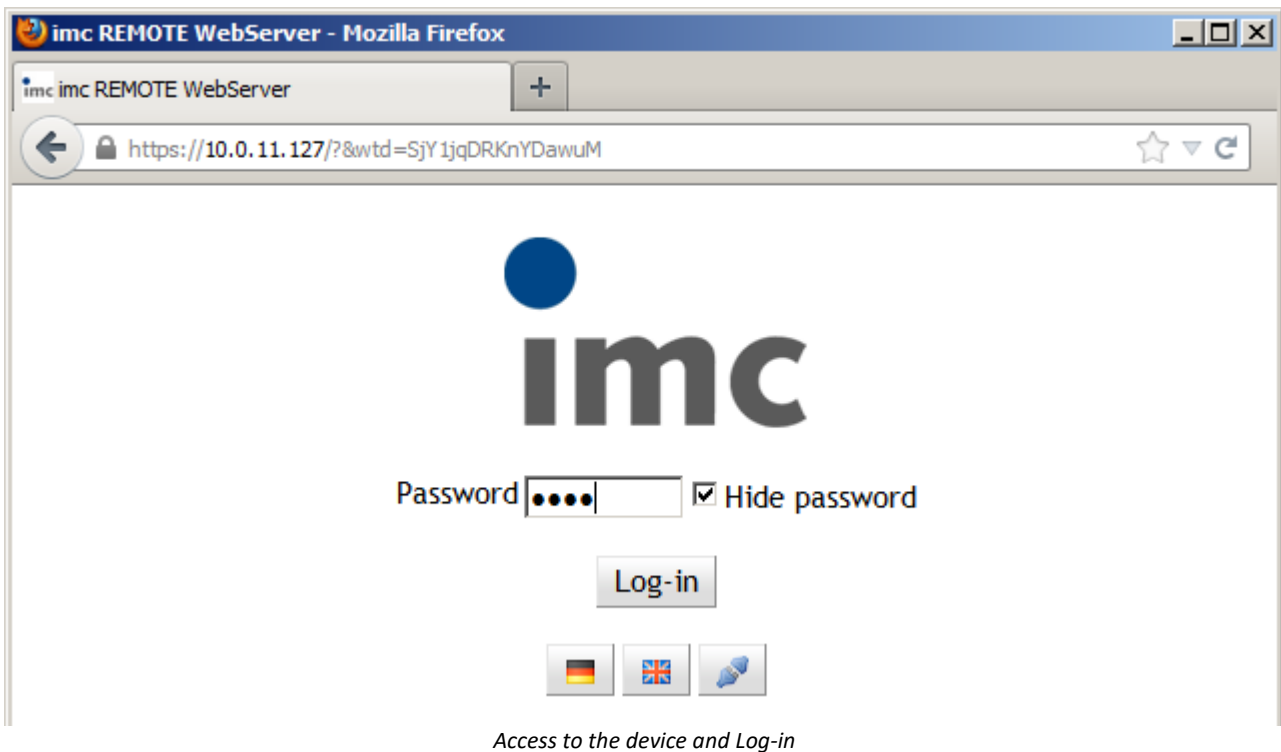 imc REMOTE WebServer - Mozilla Firefox
imc imc REMOTE WebServer
https://10.0.11.127/?&wtd=SjY1jqDRKnYDawuM
imc
Password •••• Hide password
Log-in
Access to the device and Log-in